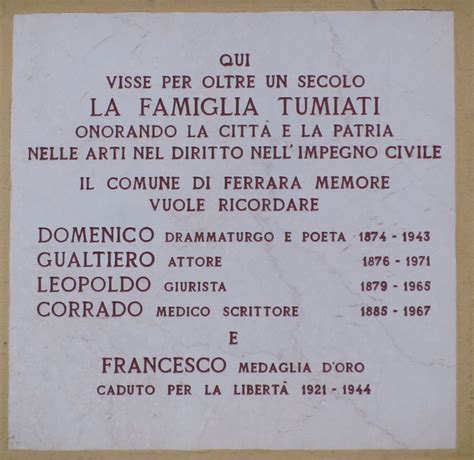 QUI
VISSE PER OLTRE UN SECOLO
LA FAMIGLIA TUMIATI
ONORANDO LA CITTÀ E LA PATRIA
NELLE ARTI NEL DIRITTO NELL'IMPEGNO CIVILE
IL COMUNE DI FERRARA MEMORE
VUOLE RICORDARE
DOMENICO DRAMMATURGO E POETA 1874 - 1943
GUALTIERO ATTORE 1876 - 1971
LEOPOLDO GIURISTA 1879 - 1965
CORRADO MEDICO SCRITTORE 1885 - 1967
E
FRANCESCO MEDAGLIA D'ORO
CADUTO PER LA LIBERTÀ 1921 - 1944